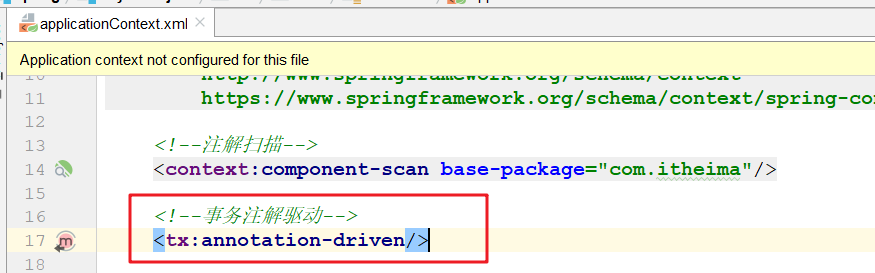 applicationContext.xml
Application context not configured for this file
http://www.springframework.org/schema/context
11 https://www.springframework.org/schema/context/spring-co
12
13 <!--注解扫描-->
14 <context:component-scan base-package="com.itheima"/>
15
16 <!--事务注解驱动-->
17 <tx:annotation-driven/>
18